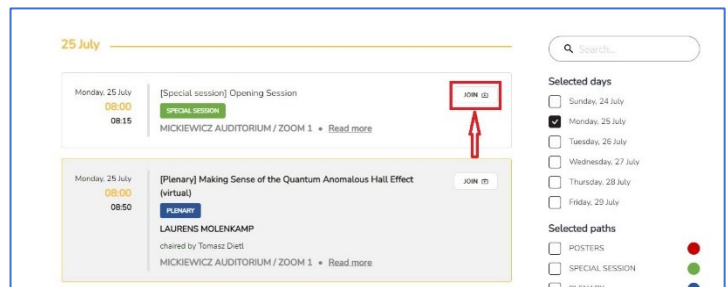 25 July
Monday, 25 July
08:00
08:15
[Special session] Opening Session
SPECIAL SESSION
MICKIEWICZ AUDITORIUM / ZOOM 1 • Read more
JOIN
Monday, 25 July
08:00
08:50
[Plenary] Making Sense of the Quantum Anomalous Hall Effect
(virtual)
PLENARY
LAURENS MOLENKAMP
chaired by Tomasz Dietl
MICKIEWICZ AUDITORIUM / ZOOM 1 • Read more
JOIN
Search...
Selected days
Sunday, 24 July
Monday, 25 July
Tuesday, 26 July
Wednesday, 27 July
Thursday, 28 July
Friday, 29 July
Selected paths
POSTERS
SPECIAL SESSION
PLENARY